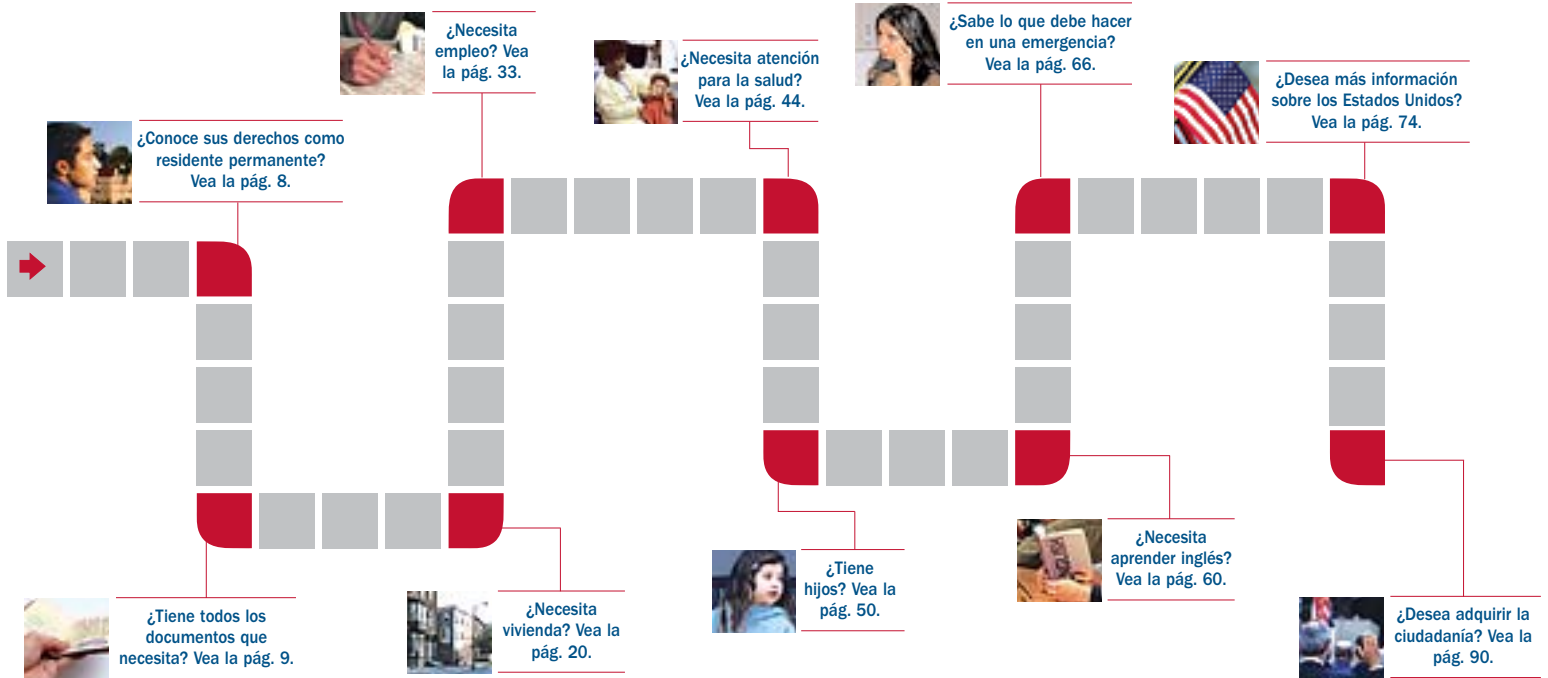 ¿Conoce sus derechos como
residente permanente?
Vea la pág. 8.
¿Tiene todos los
documentos que
necesita? Vea la pág. 9.
¿Necesita
vivienda? Vea la
pág. 20.
¿Necesita
empleo? Vea
la pág. 33.
¿Necesita atención
para la salud?
Vea la pág. 44.
¿Tiene
hijos? Vea la
pág. 50.
¿Necesita
aprender inglés?
Vea la pág. 60.
¿Sabe lo que debe hacer
en una emergencia?
Vea la pág. 66.
¿Desea más información
sobre los Estados Unidos?
Vea la pág. 74.
¿Desea adquirir la
ciudadanía? Vea la
pág. 90.